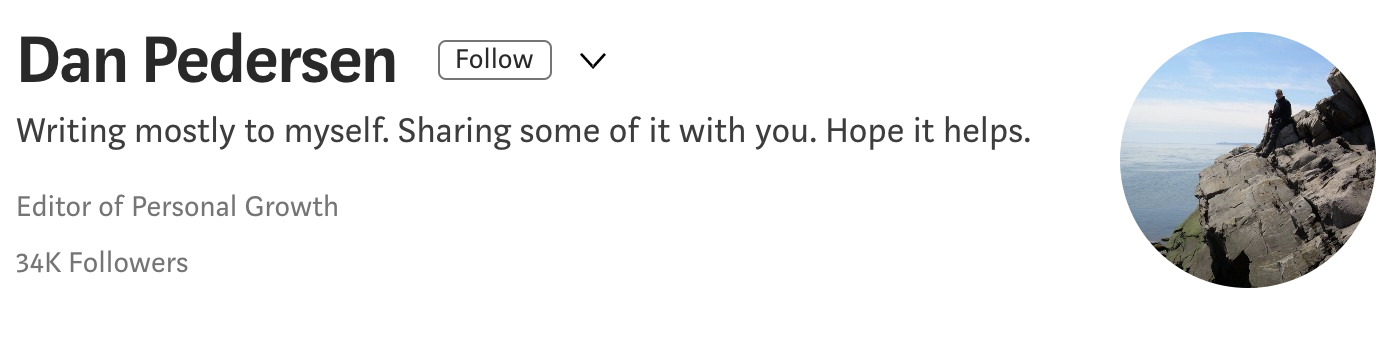 Dan Pedersen Follow
Writing mostly to myself. Sharing some of it with you. Hope it helps.
Editor of Personal Growth
34K Followers